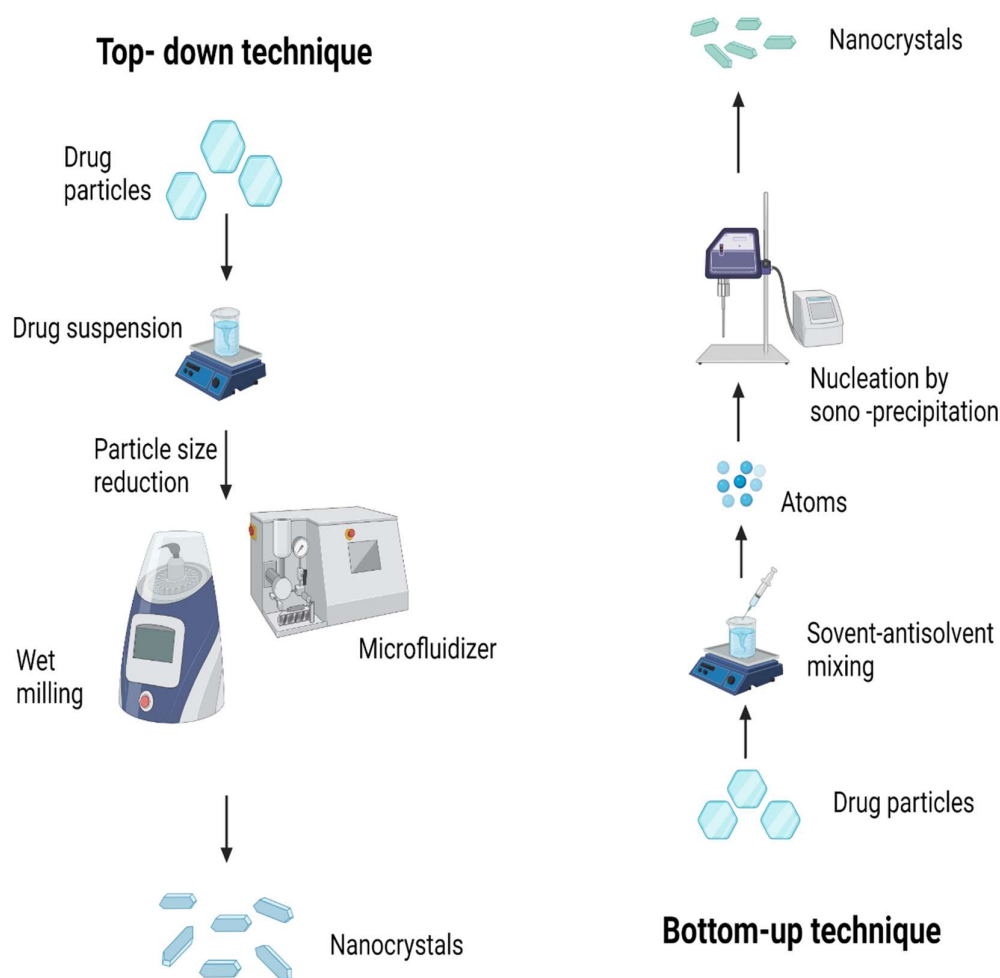 Top- down technique
Drug
particles
Drug suspension
Particle size
reduction
Wet
milling
Microfluidizer
Nanocrystals
Nanocrystals
Nucleation by
sono -precipitation
Atoms
Sovent-antisolvent
mixing
Drug particles
Bottom-up technique